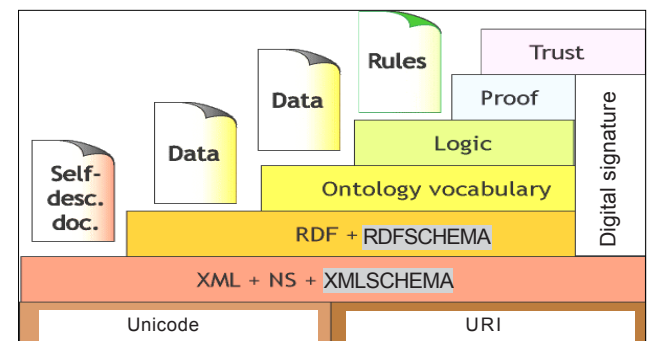 Trust
Rules
Proof
Data
Logic
Data
Digital signature
Self-
desc.
doc.
Ontology vocabulary
RDF + RDFSCHEMA
XML + NS + XMLSCHEMA
Unicode
URI